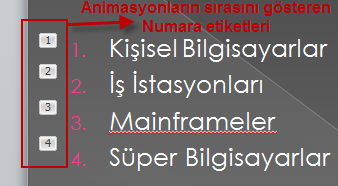 Animasyonların sırasını gösteren
Numara etiketleri
1 1. Kişisel Bilgisayarlar
2 2. İş İstasyonları
3 3. Mainframeler
4 4. Süper Bilgisayarlar